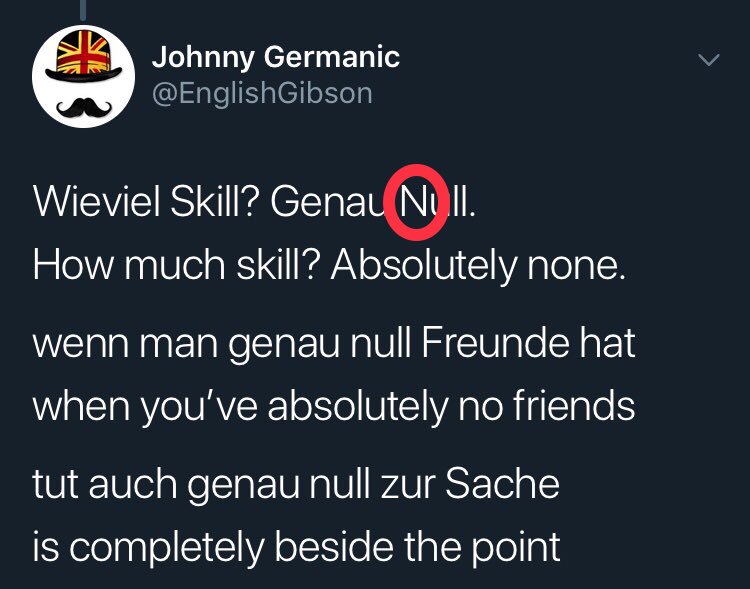 Johnny Germanic
@EnglishGibson
Wieviel Skill? Genau Null.
How much skill? Absolutely none.
wenn man genau null Freunde hat
when you've absolutely no friends
tut auch genau null zur Sache
is completely beside the point